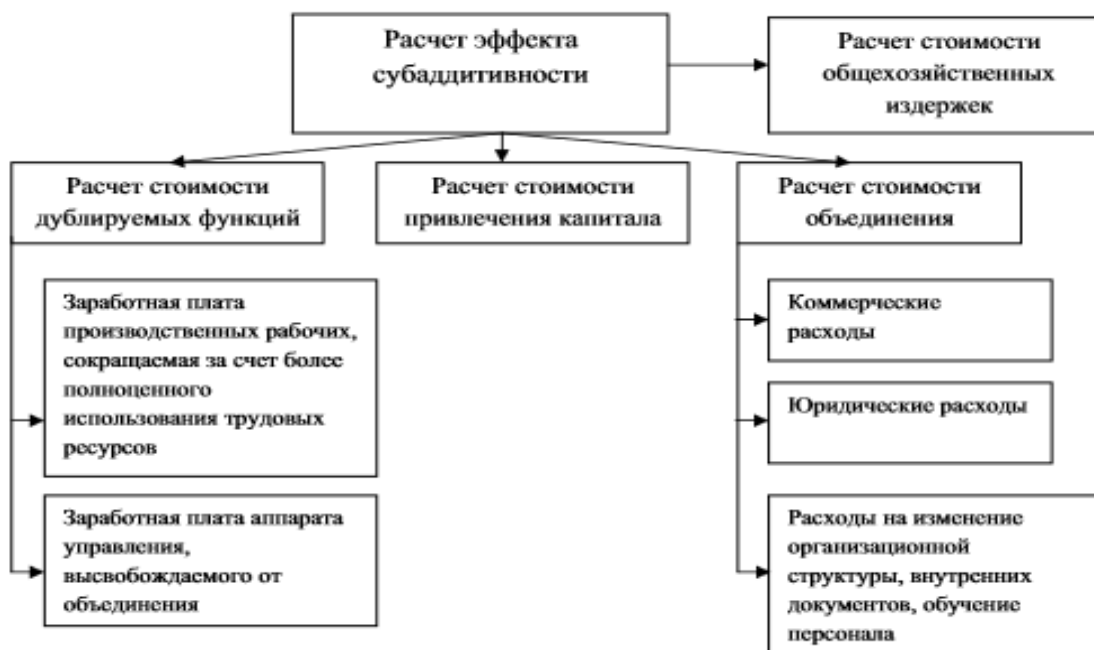 Расчет эффекта
субаддитивности
Расчет стоимости
общехозяйственных
издержек
Расчет стоимости
дублируемых функций
Расчет стоимости
привлечения капитала
Расчет стоимости
объединения
Заработная плата
производственных рабочих,
сокращаемая за счет более
полноценного
использования трудовых
ресурсов
Заработная плата аппарата
управления,
высвобождаемого от
объединения
Коммерческие
расходы
Юридические расходы
Расходы на изменение
организационной
структуры, внутренних
документов, обучение
персонала